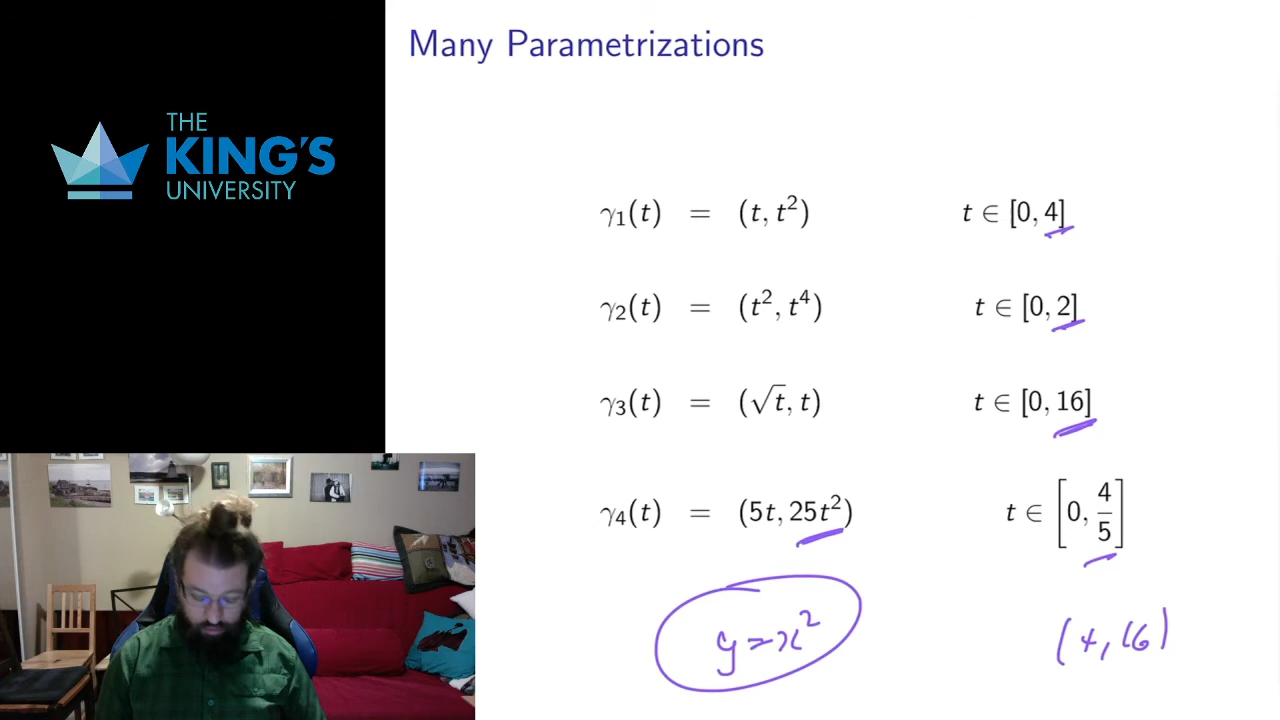 Many Parametrizations
THE
KING'S
UNIVERSITY
γ₁(t) = (t, t²) t ∈ [0, 4]
γ₂(t) = (t², t⁴) t ∈ [0, 2]
γ₃(t) = (√t, t) t ∈ [0, 16]
γ₄(t) = (5t, 25t²) t ∈ [0, 4/5]
y = x² (4, 16)